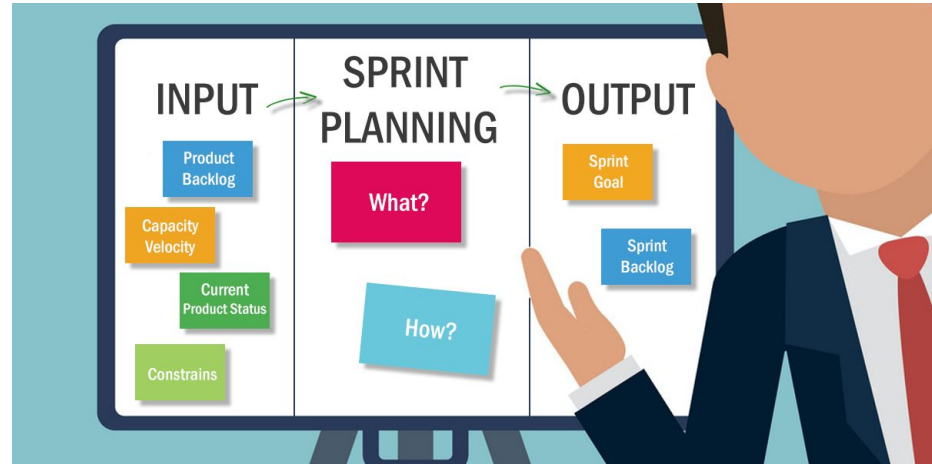 INPUT
Product
Backlog
Capacity
Velocity
Current
Product Status
Constrains
SPRINT
PLANNING
What?
How?
OUTPUT
Sprint
Goal
Sprint
Backlog